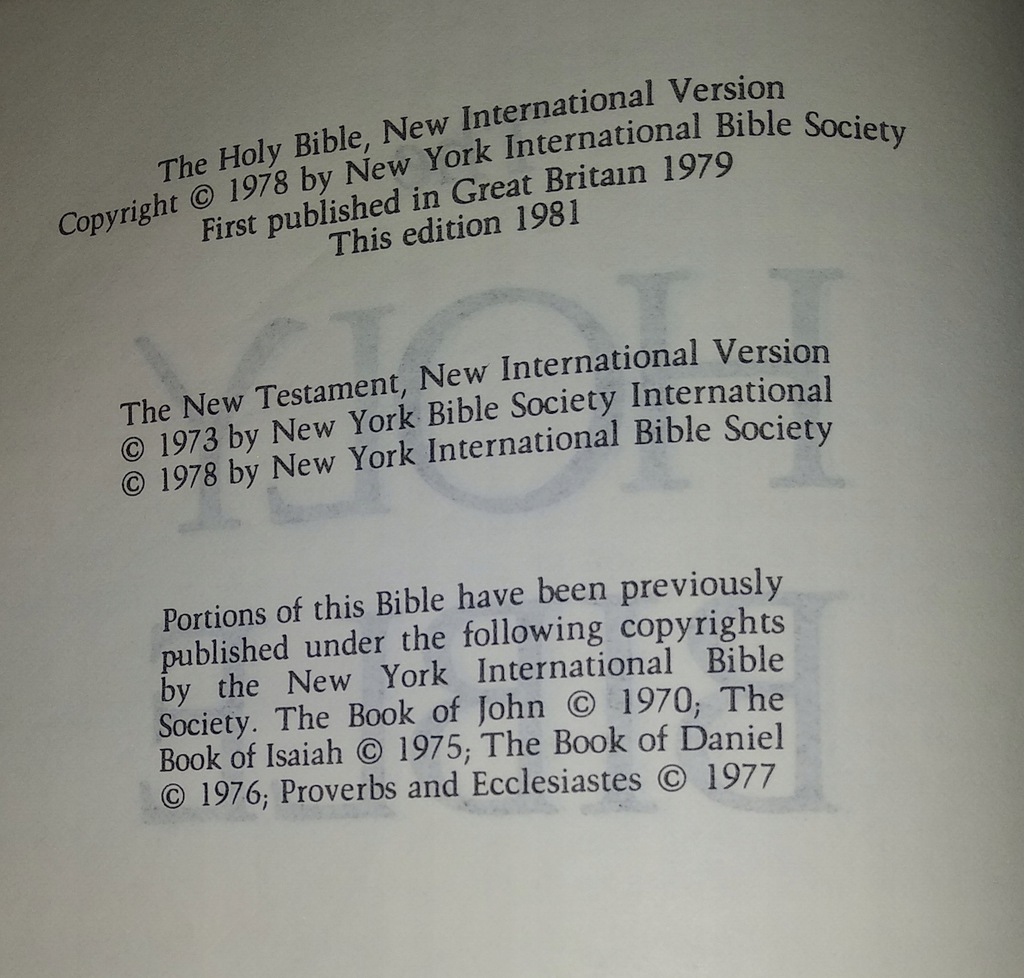 The Holy Bible, New International Version
Copyright © 1978 by New York International Bible Society
First published in Great Britain 1979
This edition 1981
The New Testament, New International Version
© 1973 by New York Bible Society International
© 1978 by New York International Bible Society
Portions of this Bible have been previously
published under the following copyrights
by the New York International Bible
Society. The Book of John © 1970; The
Book of Isaiah © 1975; The Book of Daniel
© 1976; Proverbs and Ecclesiastes © 1977
HOLY
BIBLE